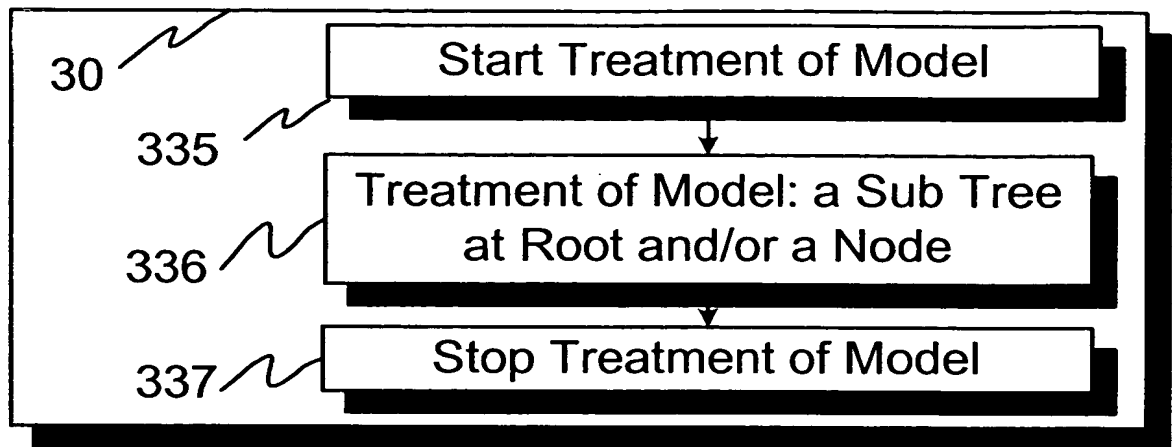 30
Start Treatment of Model
335
Treatment of Model: a Sub Tree
at Root and/or a Node
336
Stop Treatment of Model
337